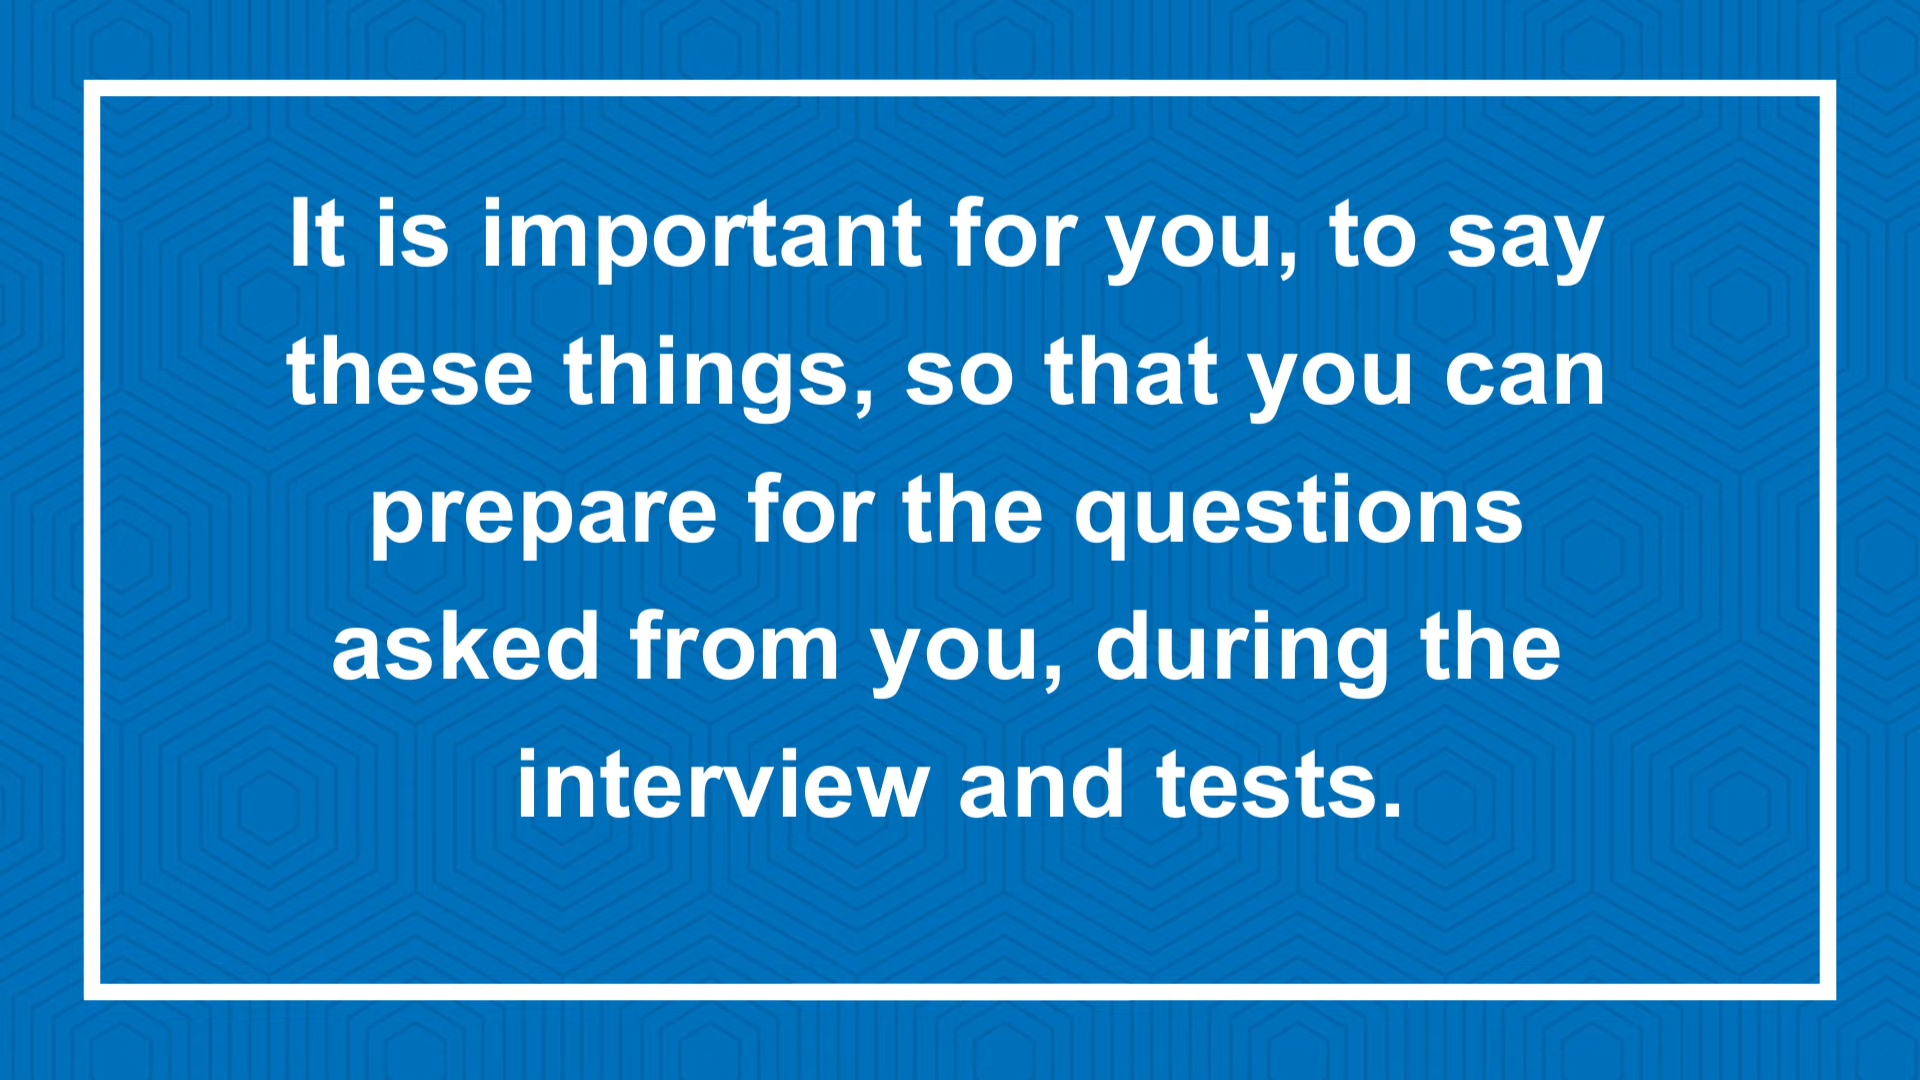 It is important for you, to say
these things, so that you can
prepare for the questions
asked from you, during the
interview and tests.